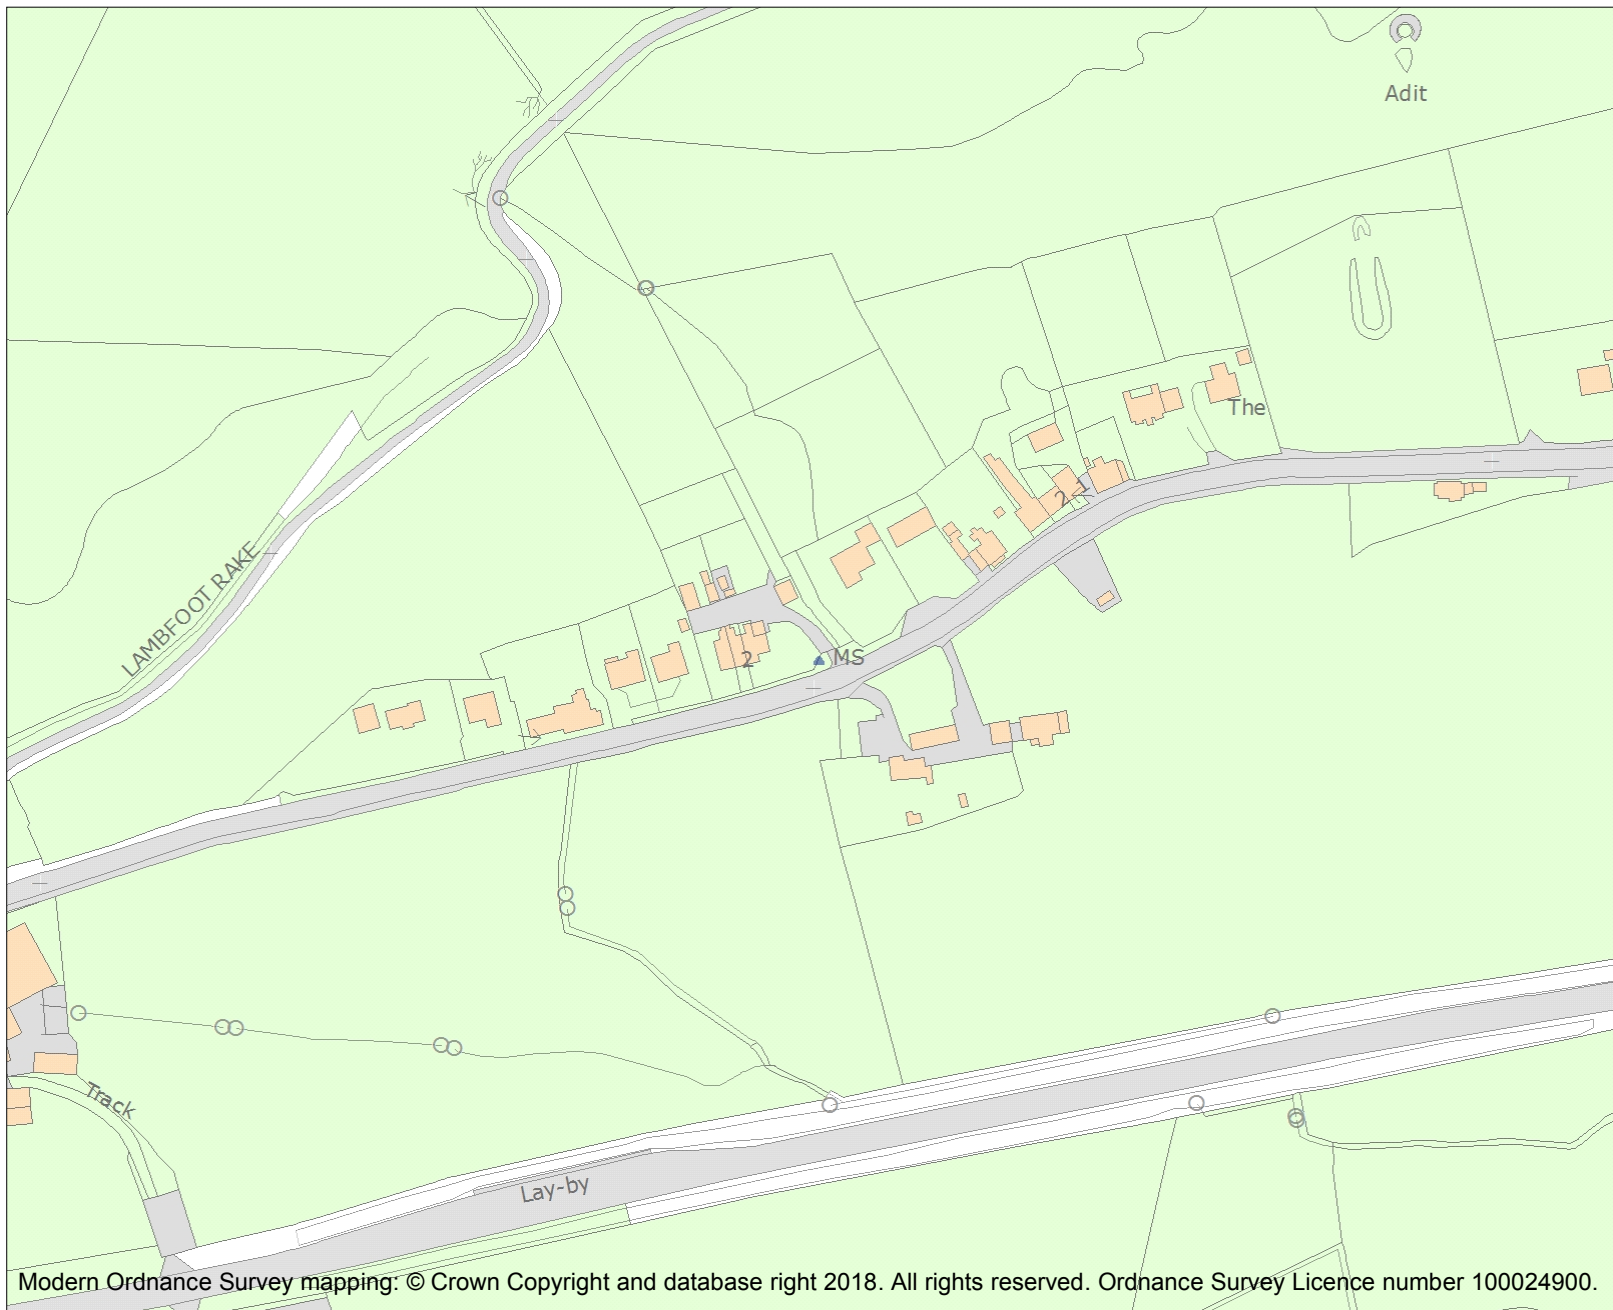 Adit
The
2
1
LAMBFOOT RAKE
2
MS
Track
Lay-by
Modern Ordnance Survey mapping: © Crown Copyright and database right 2018. All rights reserved. Ordnance Survey Licence number 100024900.